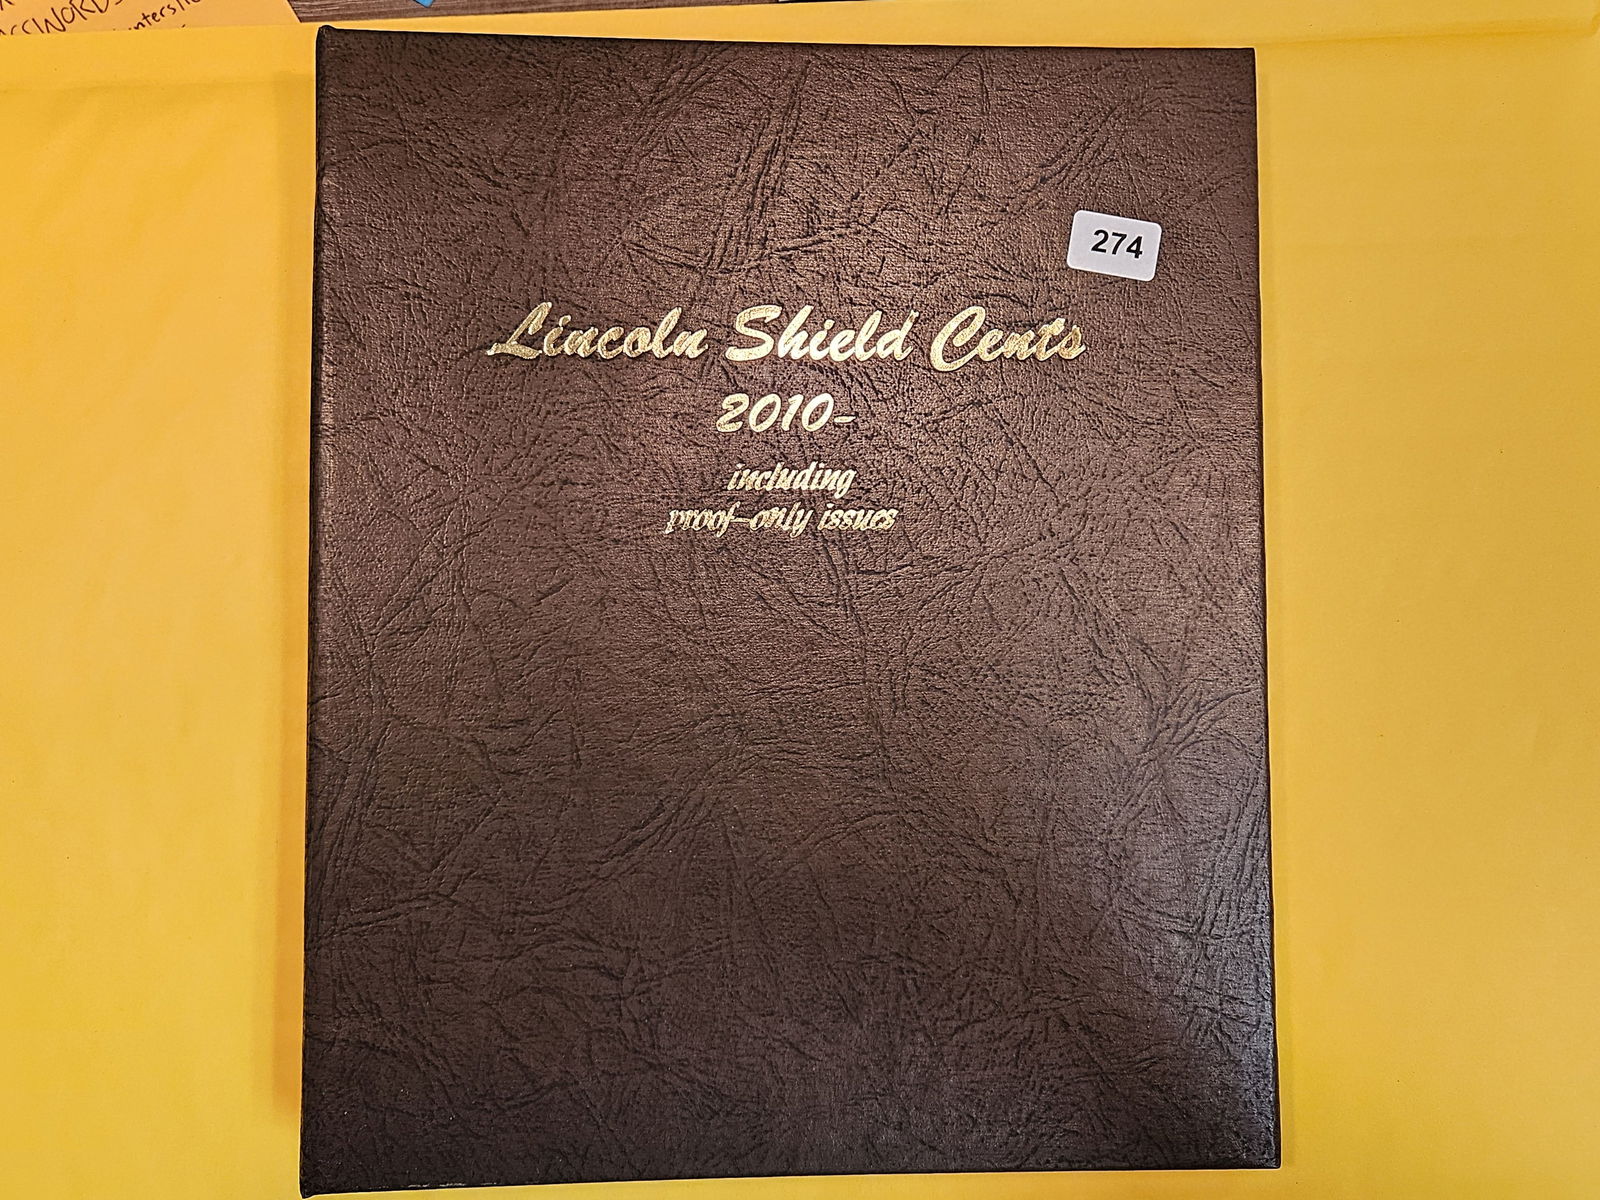 274
Lincoln Shield Cents
2010-
including
proof-only issues